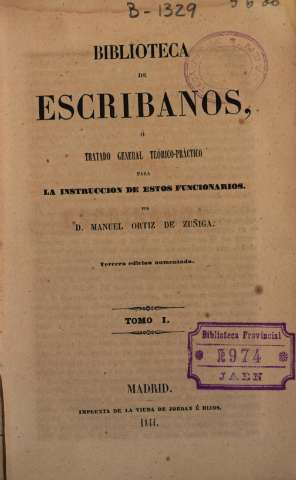 B-1329
BIBLIOTECA
DE
ESCRIBANOS,
Ó
TRATADO GENERAL TEÓRICO-PRÁCTICO
PARA
LA INSTRUCCION DE ESTOS FUNCIONARIOS.
POR
D. MANUEL ORTIZ DE ZUÑIGA.
Tercera edicion aumentada.
TOMO I.
Biblioteca Provincial
R974
JAEN
MADRID.
IMPRENTA DE LA VIUDA DE JORDAN É HIJOS.
1844.